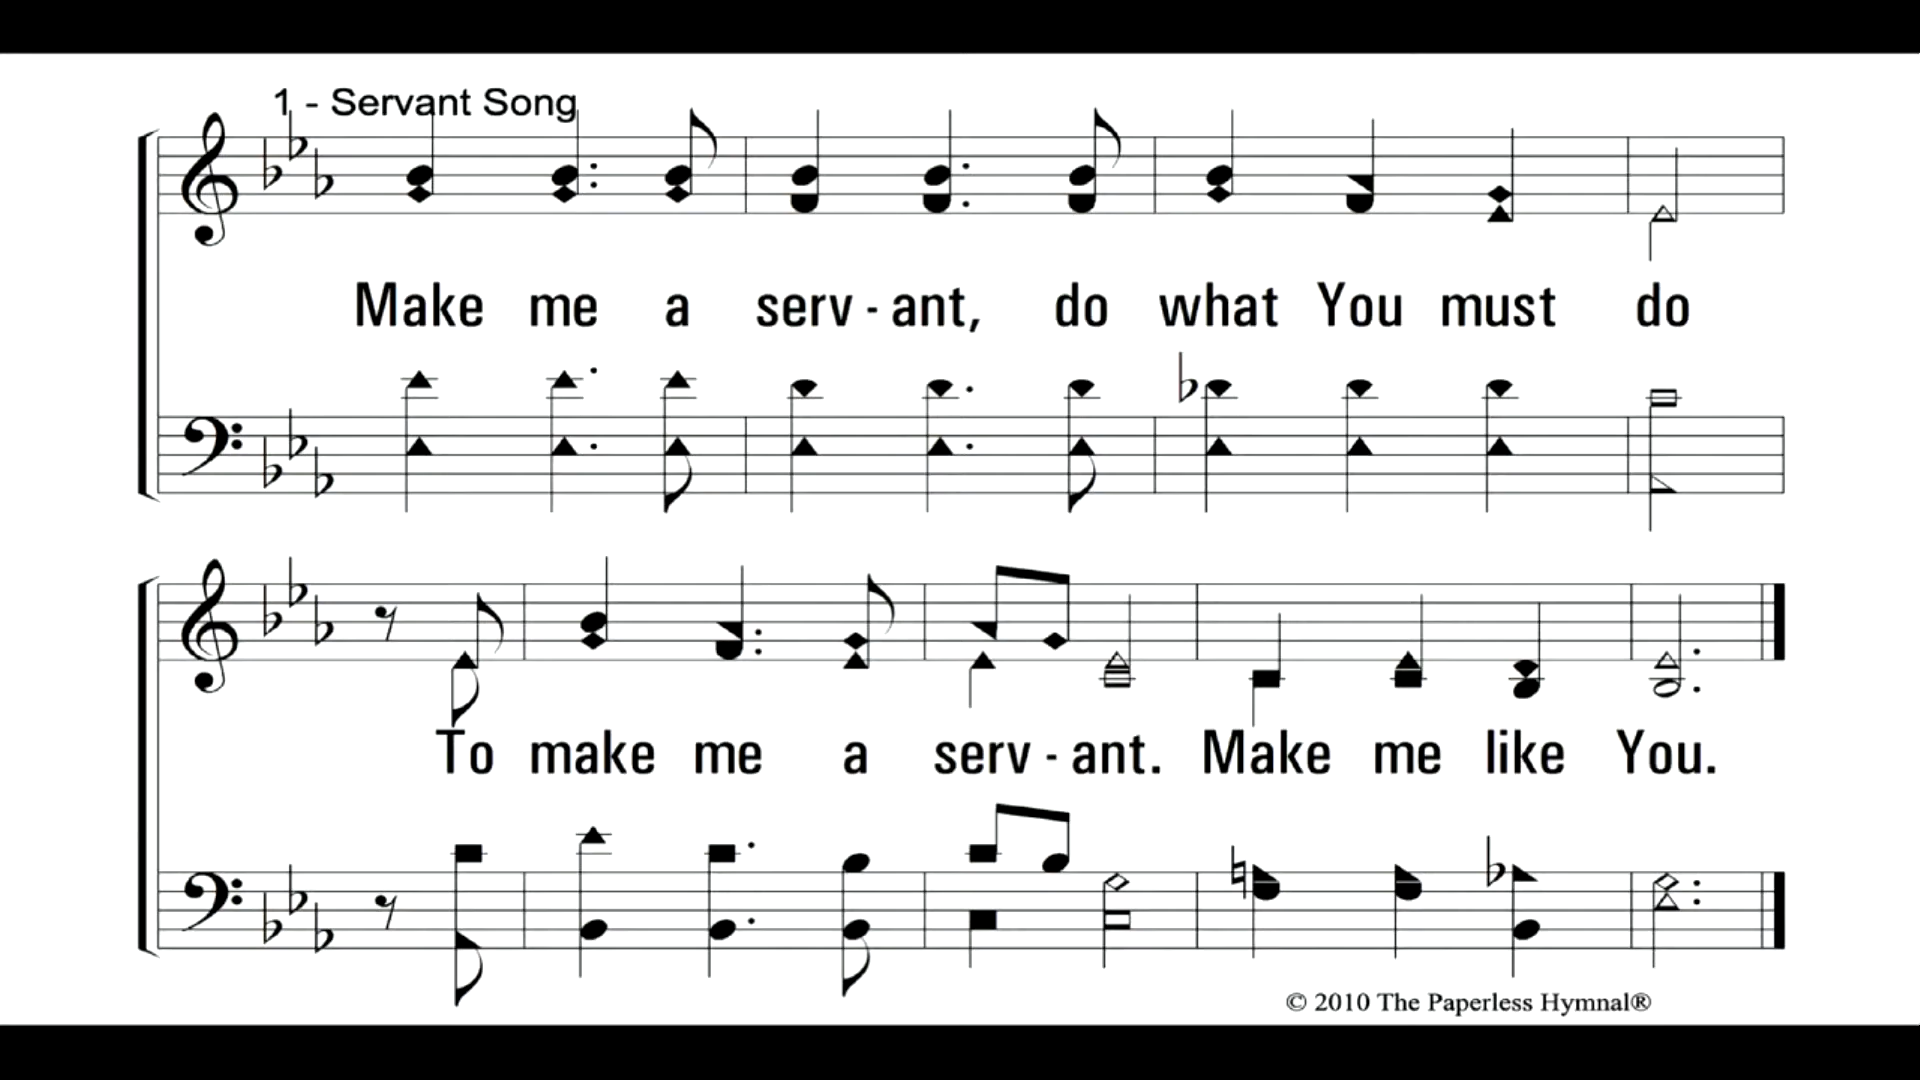 1 - Servant Song
Make me a serv - ant, do what You must do
To make me a serv - ant. Make me like You.
© 2010 The Paperless Hymnal®